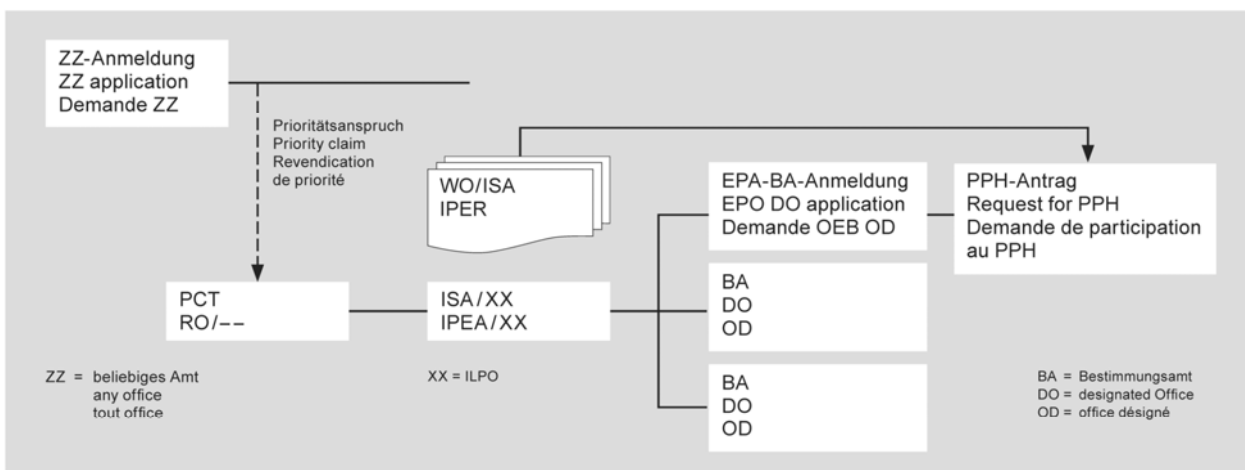 ZZ-Anmeldung
ZZ application
Demande ZZ
Prioritätsanspruch
Priority claim
Revendication
de priorité
WO/ISA
IPER
EPA-BA-Anmeldung
EPO DO application
Demande OEB OD
PPH-Antrag
Request for PPH
Demande de participation
au PPH
PCT
RO/––
ISA/XX
IPEA/XX
BA
DO
OD
BA
DO
OD
ZZ = beliebiges Amt
any office
tout office
XX = ILPO
BA = Bestimmungsamt
DO = designated Office
OD = office désigné